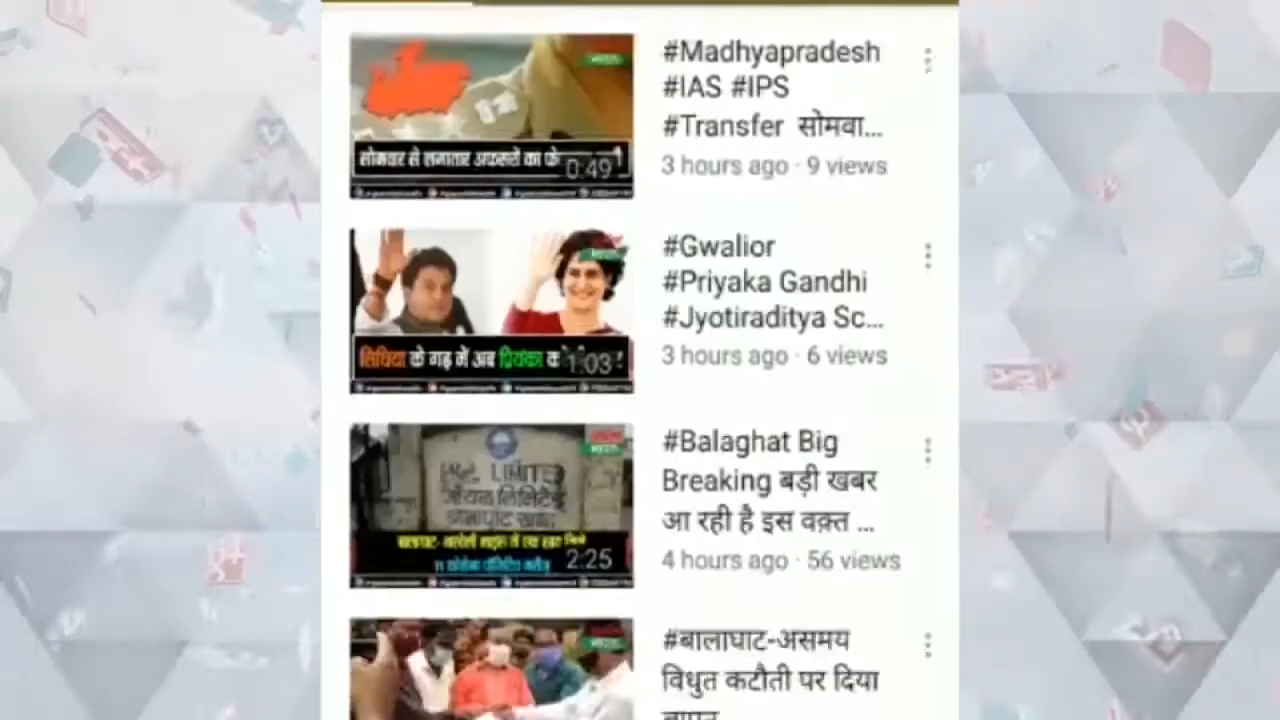 #Madhyapradesh
#IAS #IPS
#Transfer सोमवा...
3 hours ago · 9 views
सोमवार से लगातार अफसरों का फे
0:49
#Gwalior
#Priyaka Gandhi
#Jyotiraditya Sc...
3 hours ago · 6 views
सिंधिया के गढ़ में अब प्रियंका क
1:03
#Balaghat Big
Breaking बड़ी खबर
आ रही है इस वक़्त ...
4 hours ago · 56 views
LIMITED
लिमिटेड
2:25
#बालाघाट-असमय
विधुत कटौती पर दिया